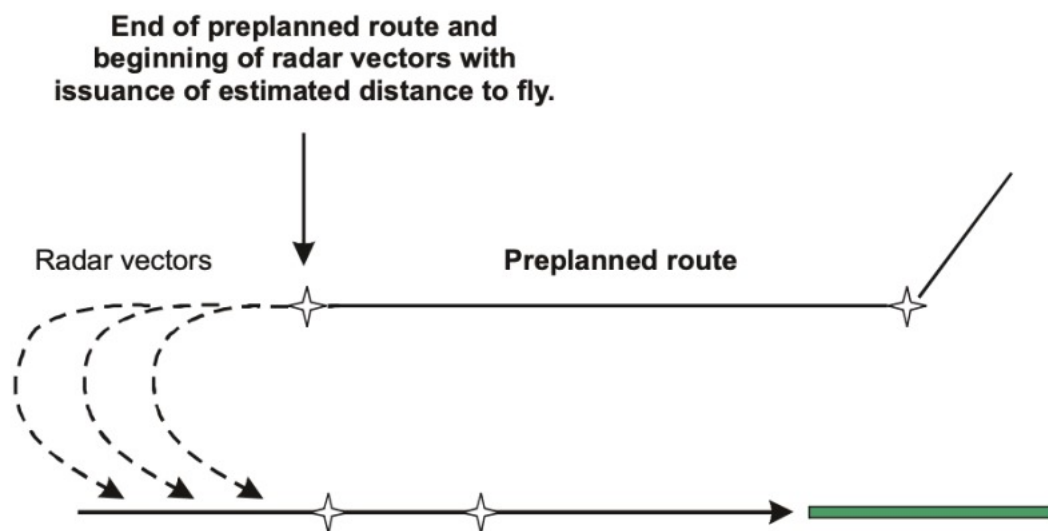 End of preplanned route and
beginning of radar vectors with
issuance of estimated distance to fly.
Radar vectors
Preplanned route